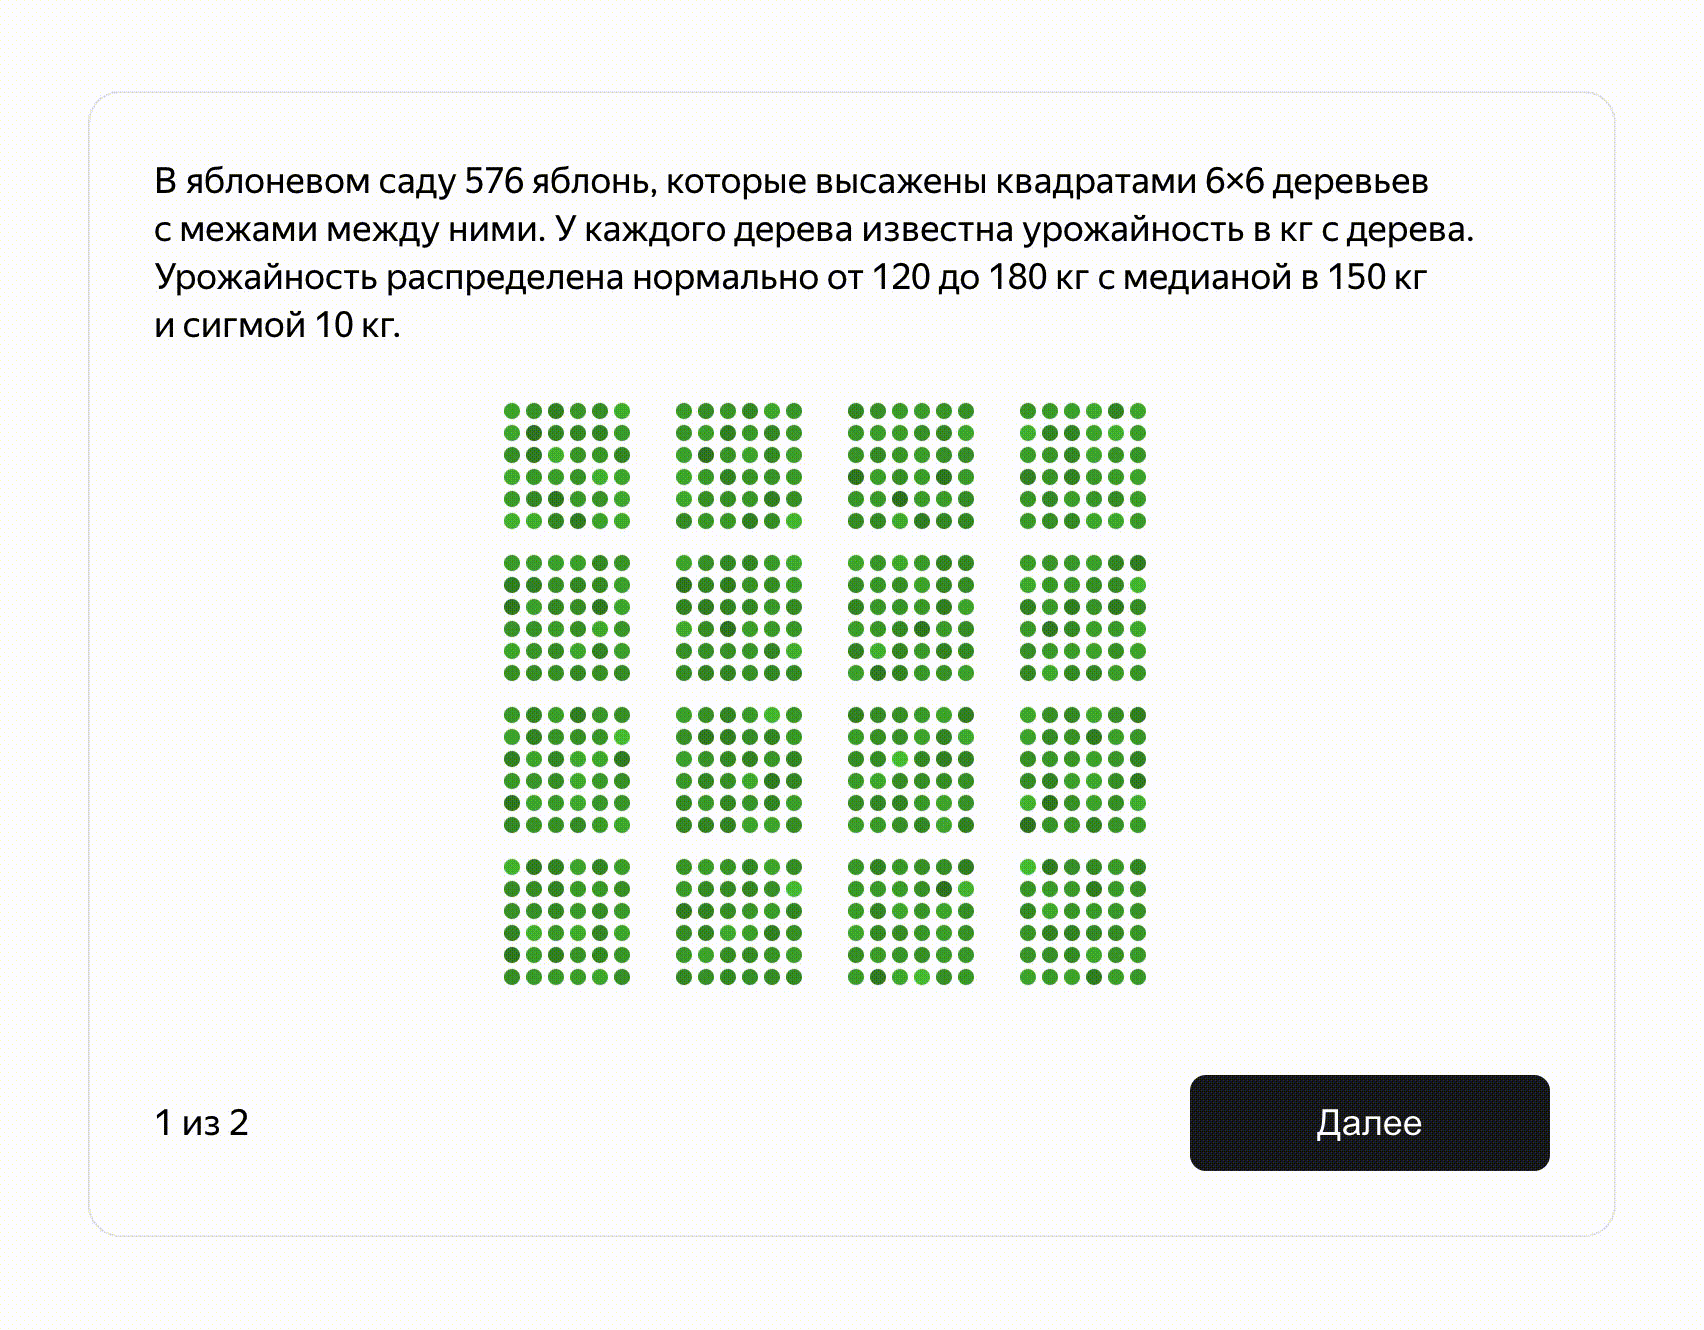 В яблоневом саду 576 яблонь, которые высажены квадратами 6×6 деревьев
с межами между ними. У каждого дерева известна урожайность в кг с дерева.
Урожайность распределена нормально от 120 до 180 кг с медианой в 150 кг
и сигмой 10 кг.
1 из 2
Далее